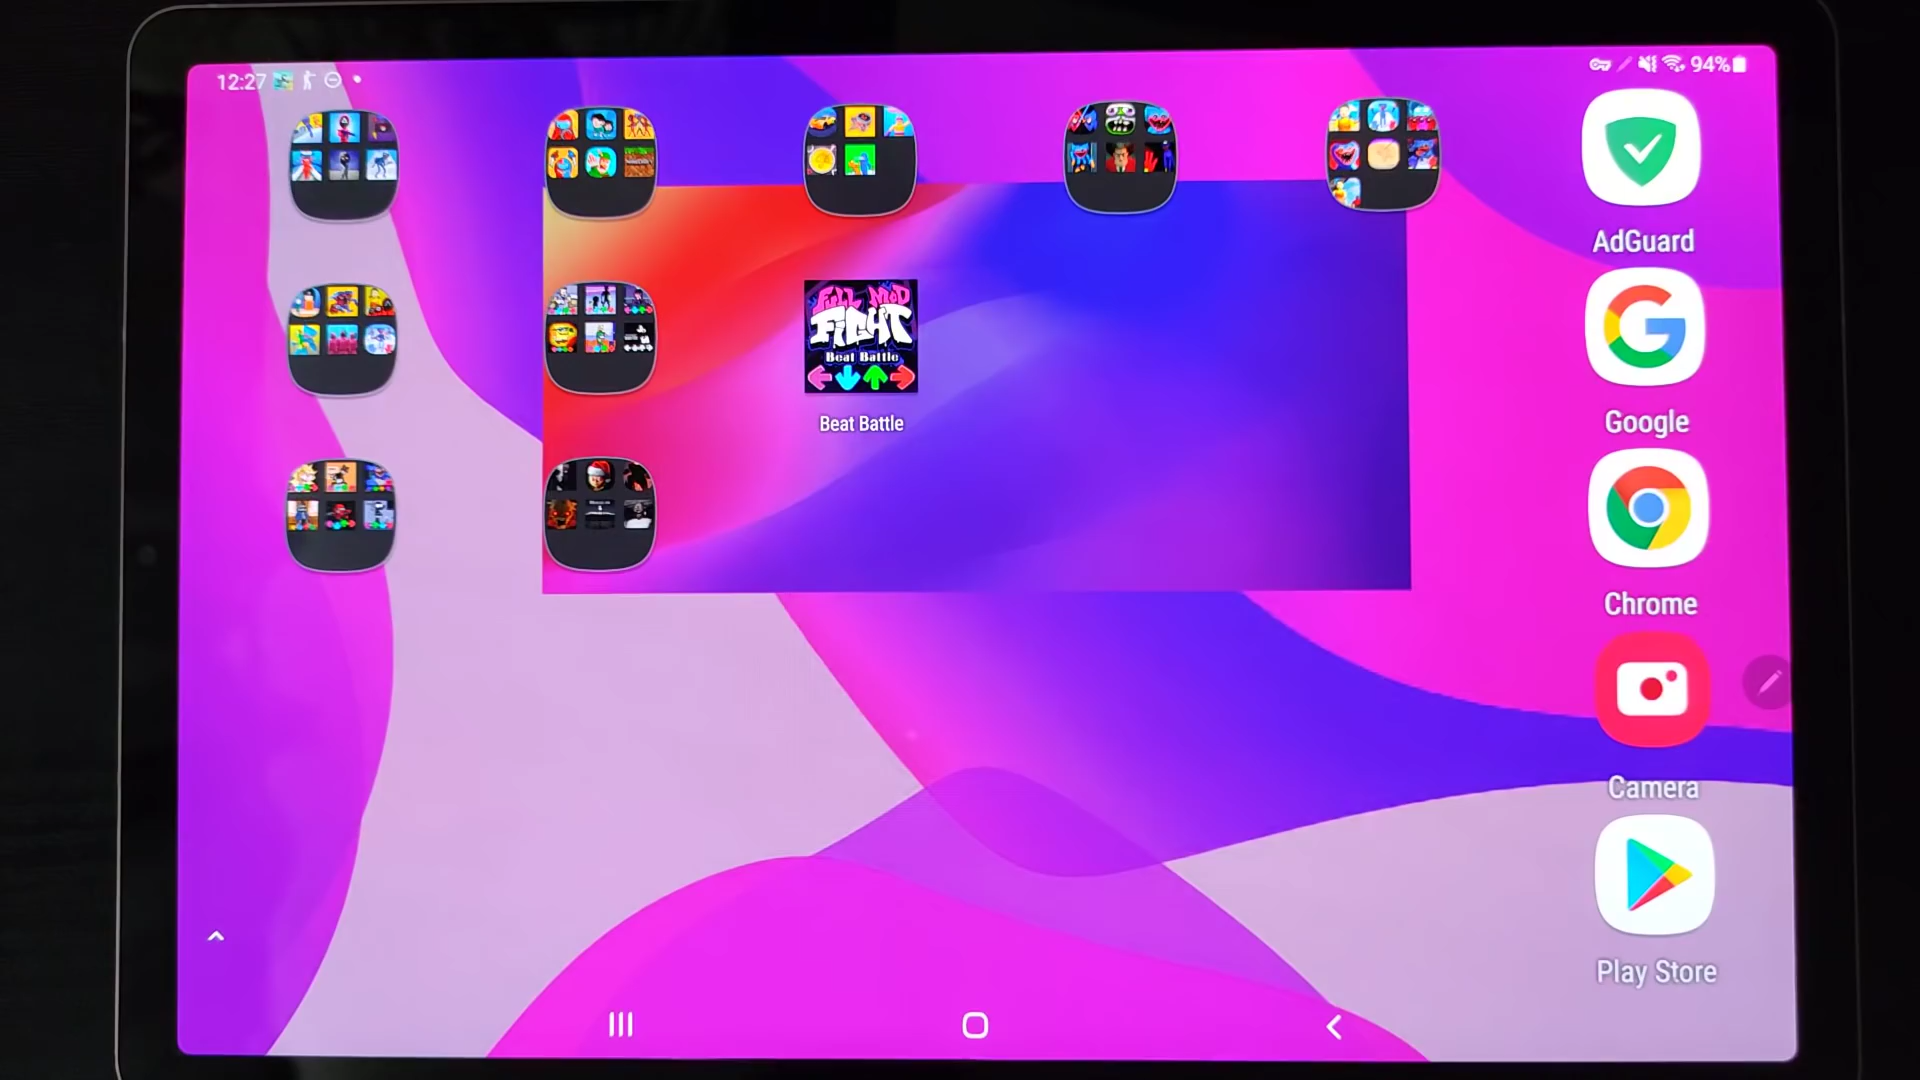 12:27
94%
AdGuard
FULL MOD
FIGHT
Beat Battle
Beat Battle
Google
Chrome
Camera
Play Store